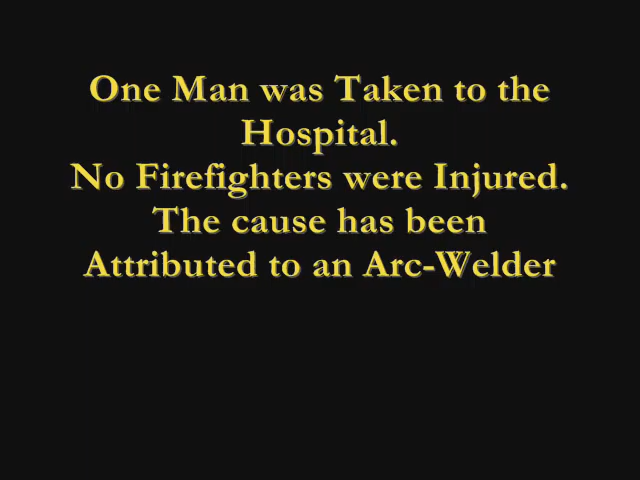 One Man was Taken to the
Hospital.
No Firefighters were Injured.
The cause has been
Attributed to an Arc-Welder